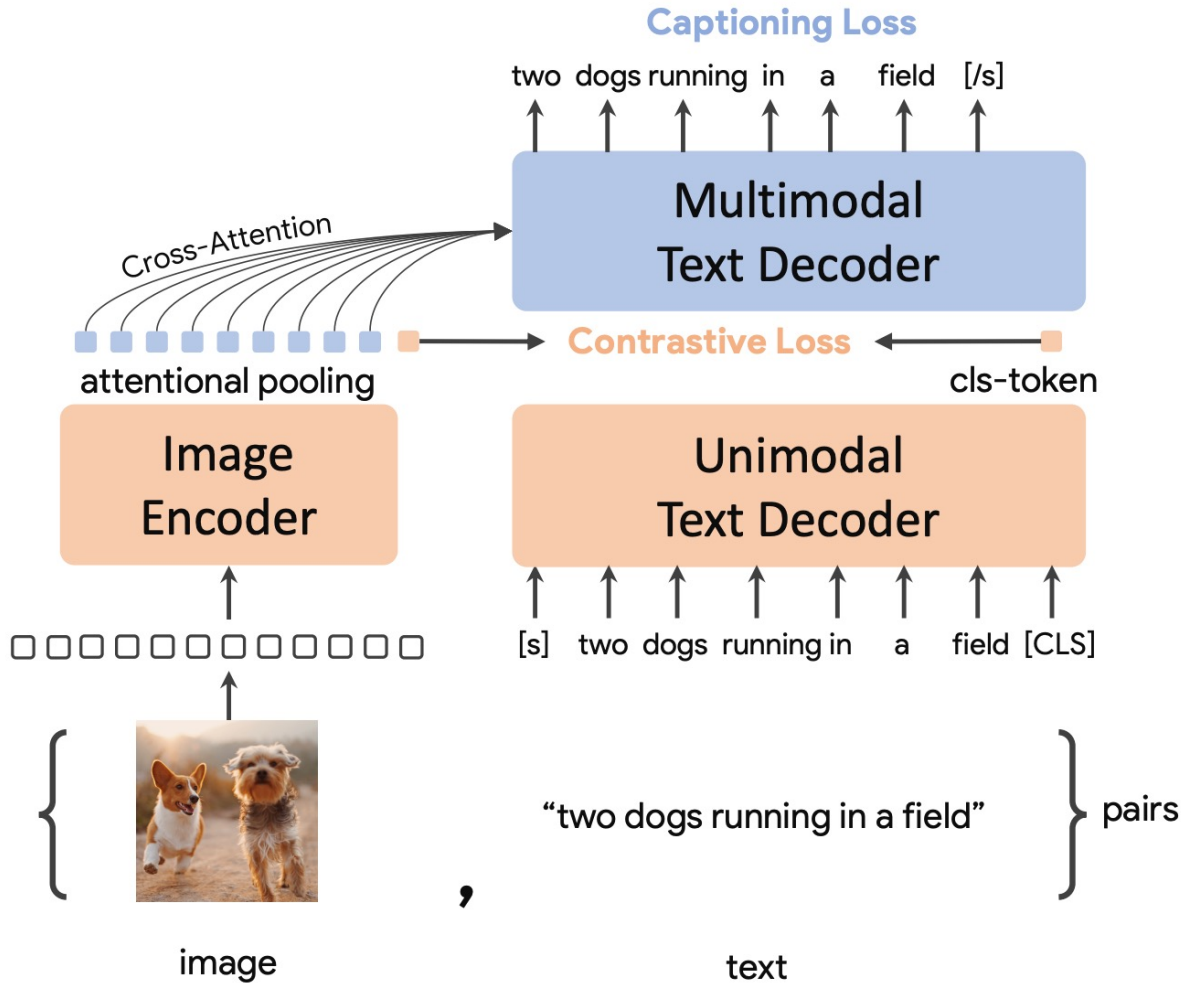 Captioning Loss
two dogs running in a field [/s]
Multimodal
Text Decoder
Cross-Attention
Contrastive Loss
attentional pooling
cls-token
Image
Encoder
Unimodal
Text Decoder
[s] two dogs running in a field [CLS]
“two dogs running in a field”
pairs
,
image
text